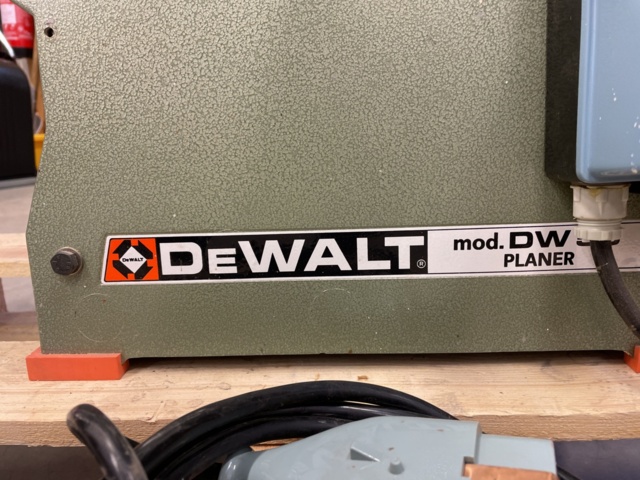 DeWALT
DeWALT®
mod. DW
PLANER